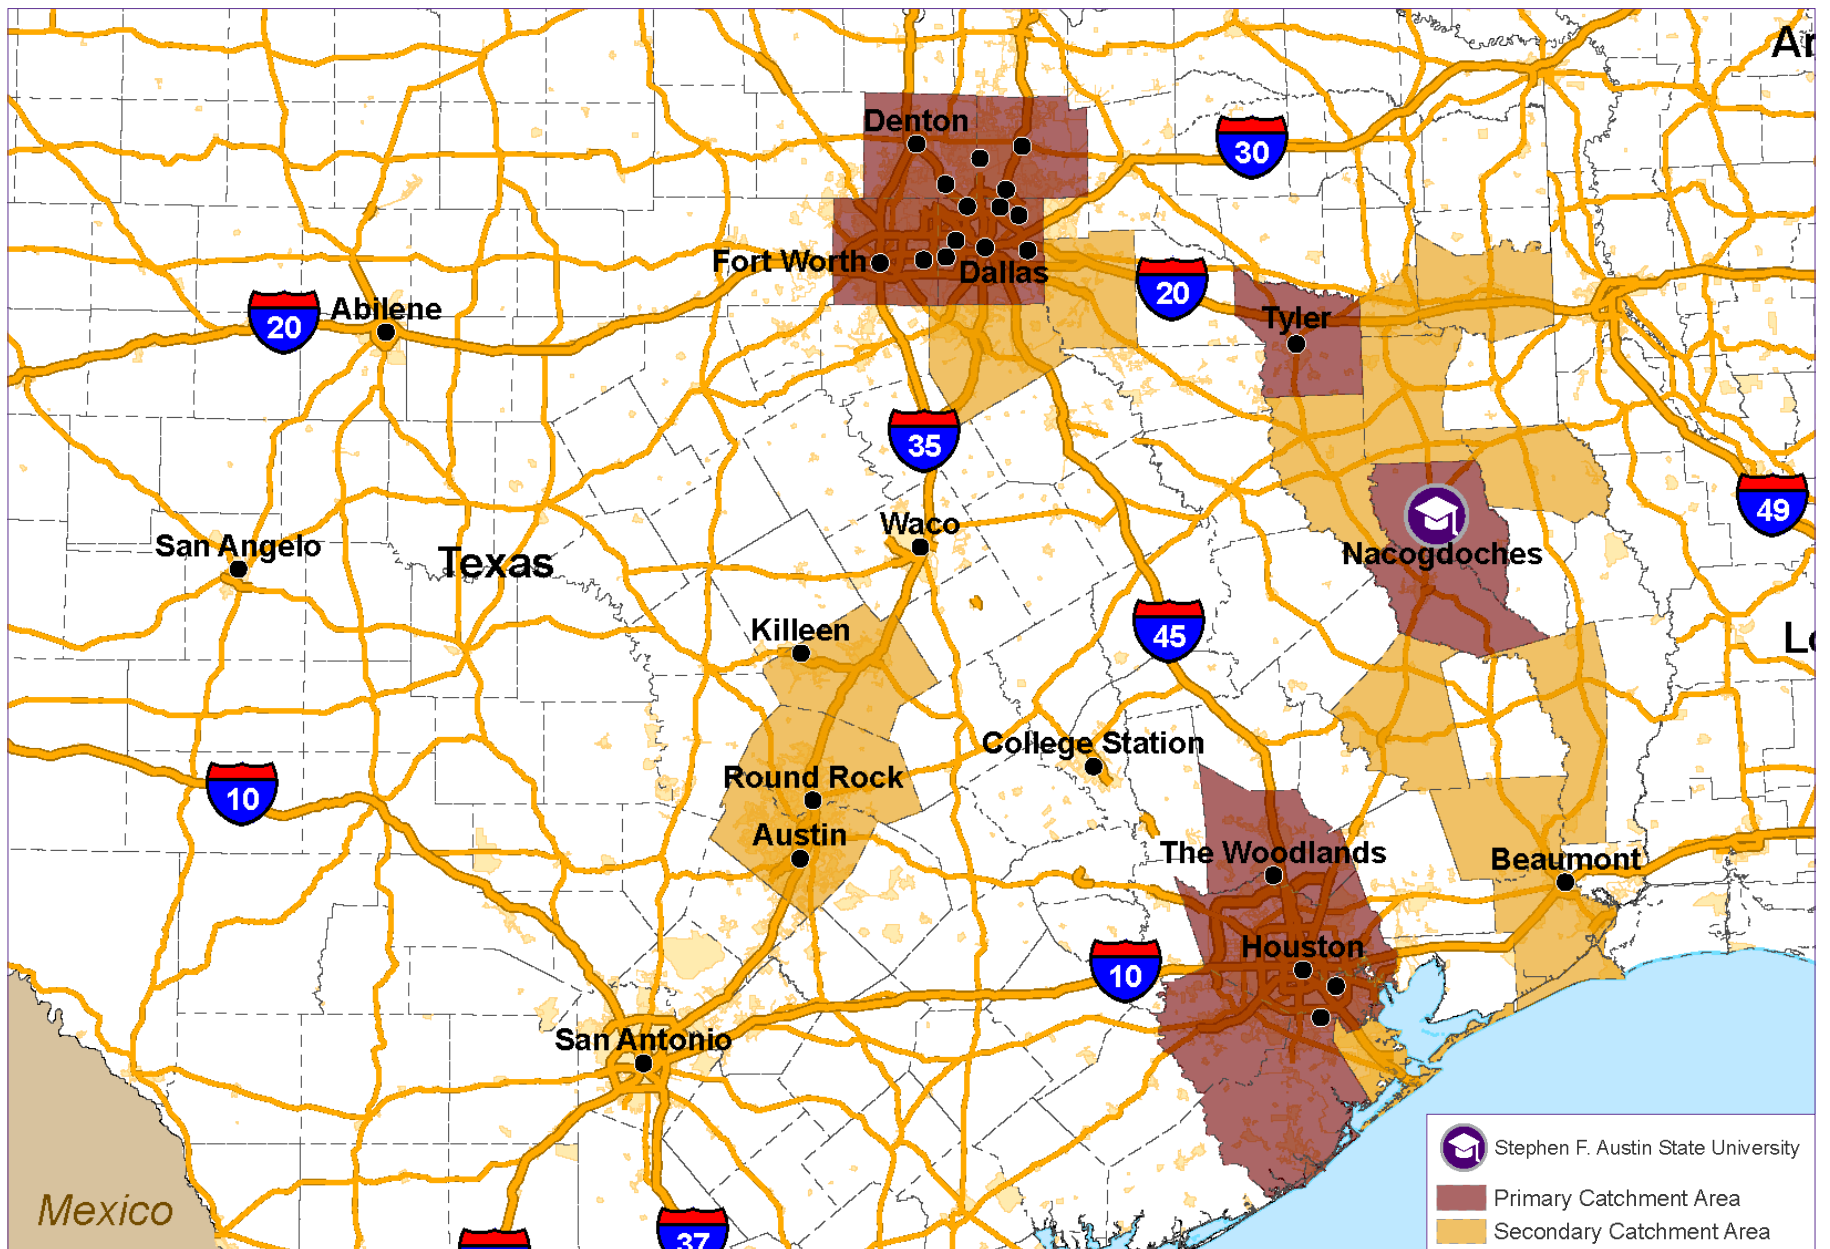 Ar
Denton
30
Fort Worth
Dallas
20
Abilene
20
Tyler
35
49
Waco
San Angelo
Texas
Nacogdoches
Killeen
45
Lo
College Station
Round Rock
10
Austin
The Woodlands
Beaumont
Houston
10
San Antonio
Stephen F. Austin State University
Primary Catchment Area
Mexico
Secondary Catchment Area
37